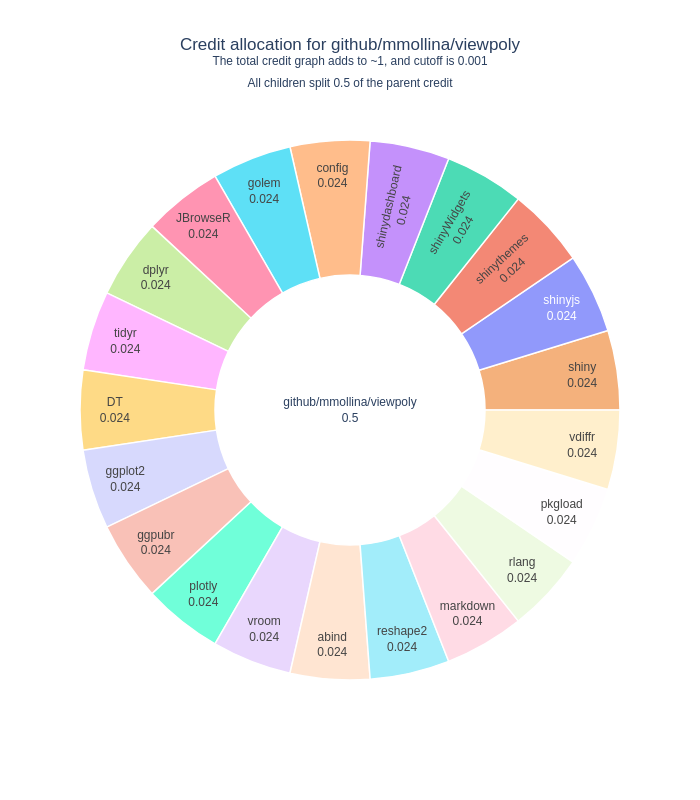 Credit allocation for github/mmollina/viewpoly
The total credit graph adds to ~1, and cutoff is 0.001
All children split 0.5 of the parent credit
github/mmollina/viewpoly
0.5
shiny
0.024
shinyjs
0.024
shinythemes
0.024
shinyWidgets
0.024
shinydashboard
0.024
config
0.024
golem
0.024
JBrowseR
0.024
dplyr
0.024
tidyr
0.024
DT
0.024
ggplot2
0.024
ggpubr
0.024
plotly
0.024
vroom
0.024
abind
0.024
reshape2
0.024
markdown
0.024
rlang
0.024
pkgload
0.024
vdiffr
0.024